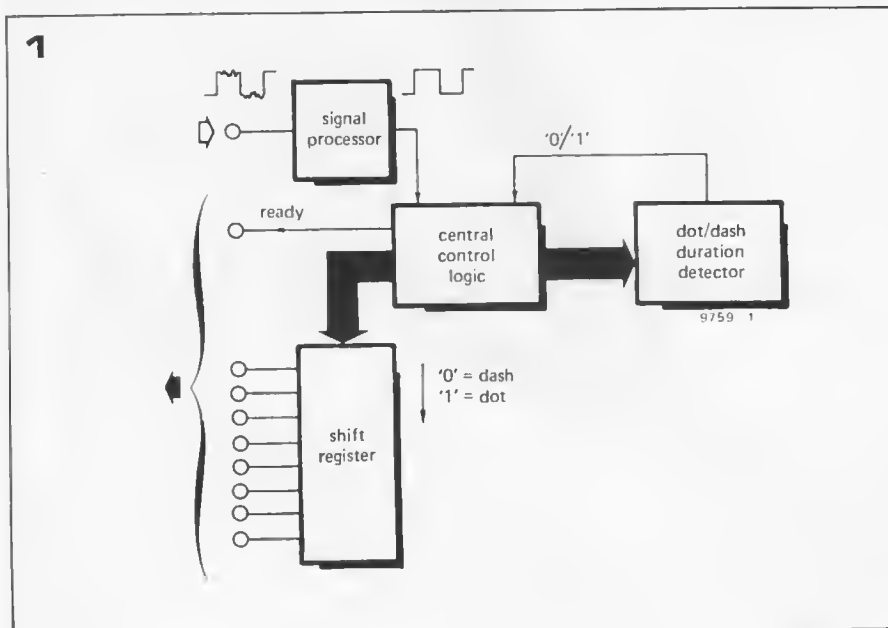 1
signal
processor
'0'/'1'
ready
central
control
logic
dot/dash
duration
detector
9759 1
'0' = dash
'1' = dot
shift
register